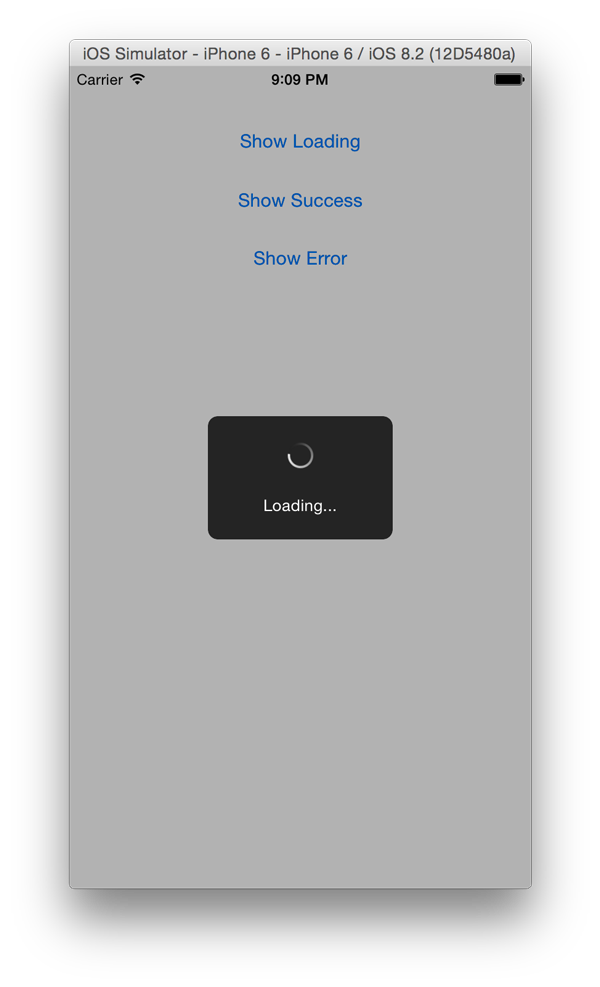 iOS Simulator - iPhone 6 - iPhone 6 / iOS 8.2 (12D5480a)
Carrier 9:09 PM
Show Loading
Show Success
Show Error
Loading...